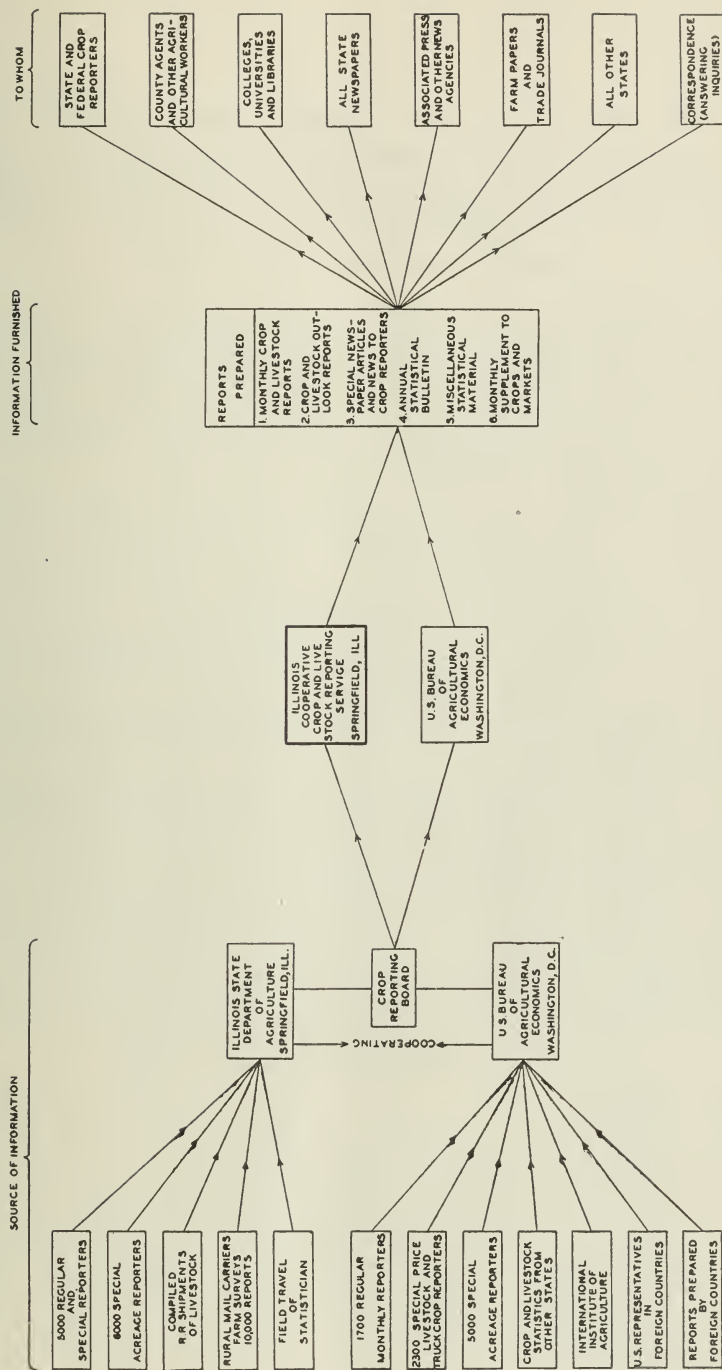 SOURCE OF INFORMATION
INFORMATION FURNISHED
TO WHOM
5000 REGULAR
AND
SPECIAL REPORTERS
6000 SPECIAL
ACREAGE REPORTERS
COMPILED
R.R. SHIPMENTS
OF LIVESTOCK
RURAL MAIL CARRIERS
FARM SURVEYS
10,000 REPORTS
FIELD TRAVEL
OF
STATISTICIAN
1700 REGULAR
MONTHLY REPORTERS
2300 SPECIAL PRICE
LIVESTOCK AND
TRUCK CROP REPORTERS
5000 SPECIAL
ACREAGE REPORTERS
CROP AND LIVESTOCK
STATISTICS FROM
OTHER STATES
INTERNATIONAL
INSTITUTE OF
AGRICULTURE
U.S. REPRESENTATIVES
IN
FOREIGN COUNTRIES
REPORTS PREPARED
BY
FOREIGN COUNTRIES
ILLINOIS STATE
DEPARTMENT
OF
AGRICULTURE
SPRINGFIELD, ILL.
COOPERATING
CROP
REPORTING
BOARD
U.S. BUREAU
OF
AGRICULTURAL
ECONOMICS
WASHINGTON, D.C.
ILLINOIS
COOPERATIVE
CROP AND LIVE
STOCK REPORTING
SERVICE
SPRINGFIELD, ILL
U.S. BUREAU
OF
AGRICULTURAL
ECONOMICS
WASHINGTON, D.C.
REPORTS
PREPARED
1. MONTHLY CROP
AND LIVESTOCK
REPORTS
2. CROP AND
LIVESTOCK OUT-
LOOK REPORTS
3. SPECIAL NEWS-
PAPER ARTICLES
AND NEWS TO
CROP REPORTERS
4. ANNUAL
STATISTICAL
BULLETIN
5. MISCELLANEOUS
STATISTICAL
MATERIAL
6. MONTHLY
SUPPLEMENT TO
CROPS AND
MARKETS
STATE AND
FEDERAL CROP
REPORTERS
COUNTY AGENTS
AND OTHER AGRI-
CULTURAL WORKERS
COLLEGES,
UNIVERSITIES
AND LIBRARIES
ALL STATE
NEWSPAPERS
ASSOCIATED PRESS
AND OTHER NEWS
AGENCIES
FARM PAPERS
AND
TRADE JOURNALS
ALL OTHER
STATES
CORRESPONDENCE
(ANSWERING
INQUIRIES)